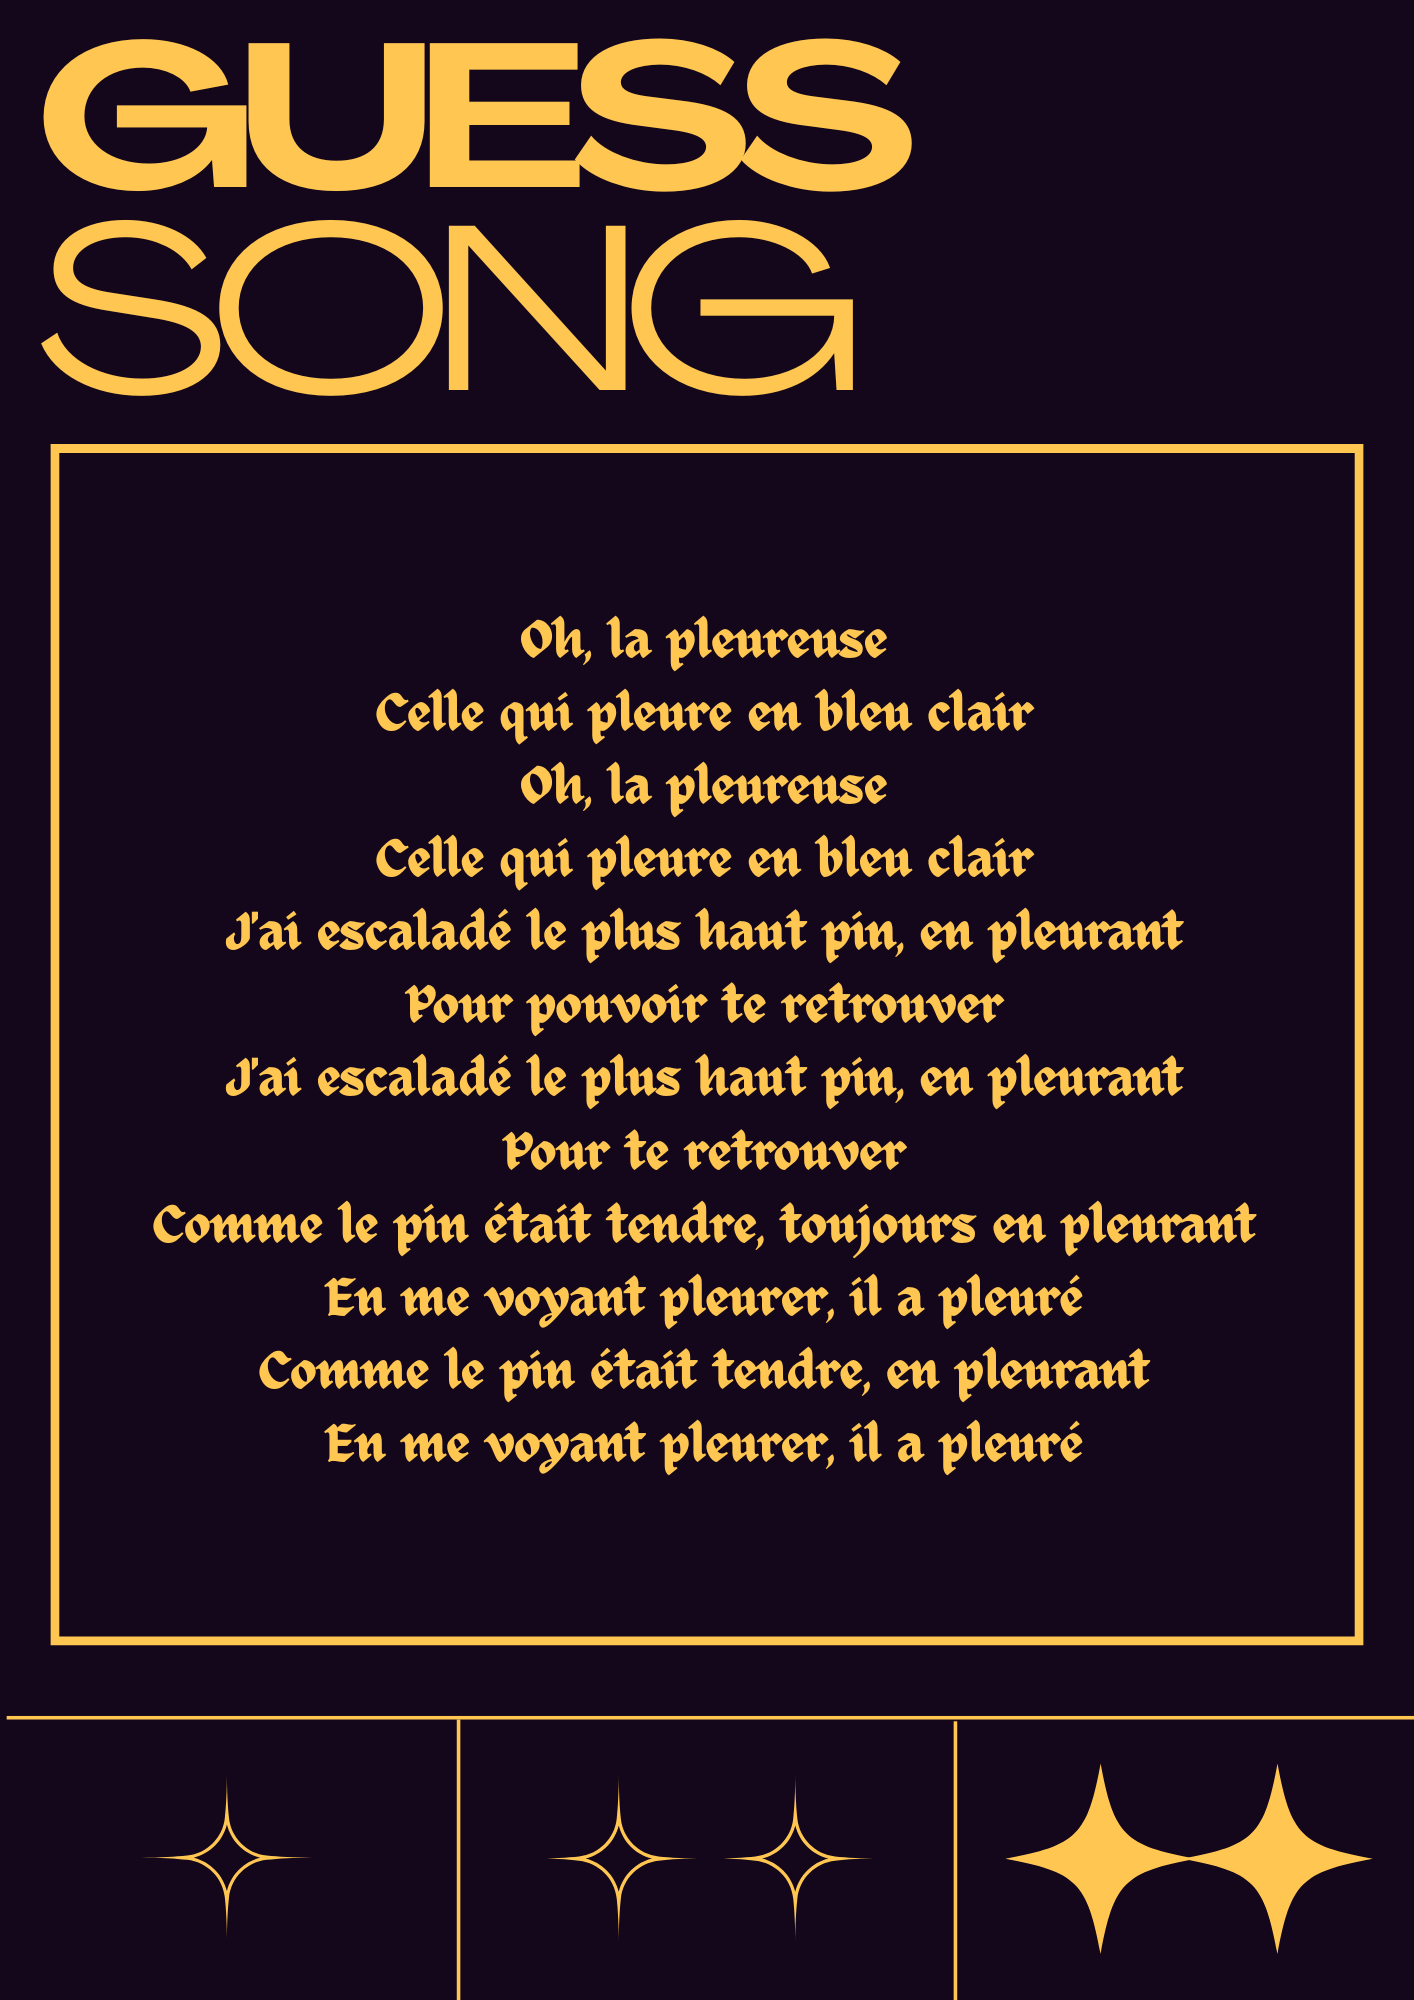 GUESS
SONG
Oh, la pleureuse
Celle qui pleure en bleu clair
Oh, la pleureuse
Celle qui pleure en bleu clair
J'ai escaladé le plus haut pin, en pleurant
Pour pouvoir te retrouver
J'ai escaladé le plus haut pin, en pleurant
Pour te retrouver
Comme le pin était tendre, toujours en pleurant
En me voyant pleurer, il a pleuré
Comme le pin était tendre, en pleurant
En me voyant pleurer, il a pleuré